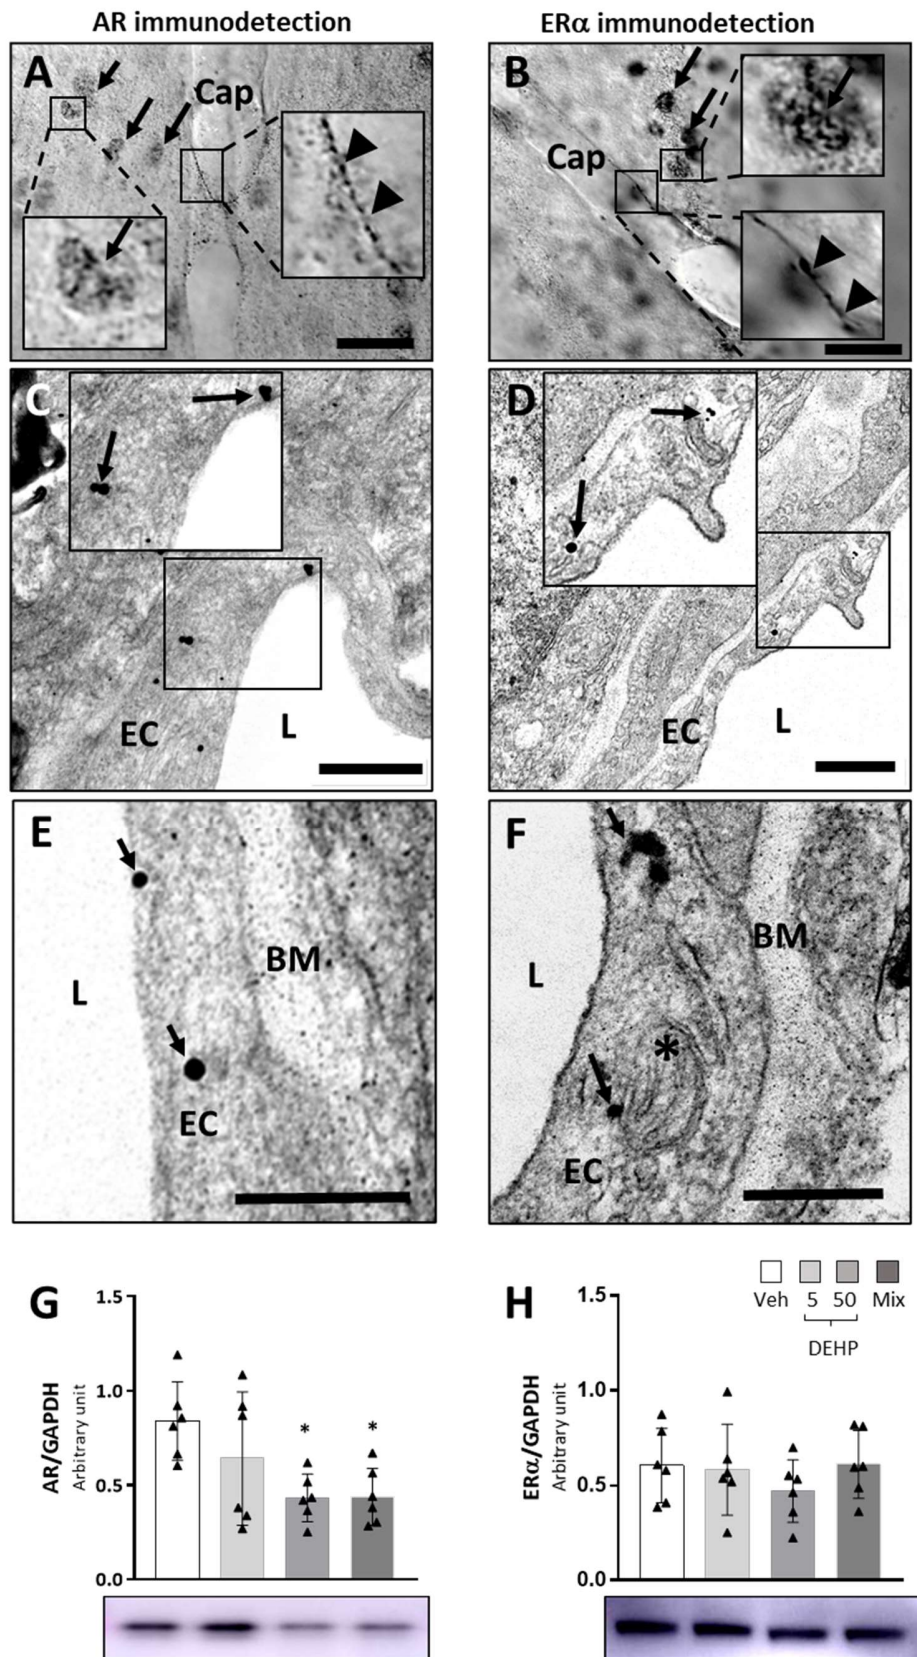 AR immunodetection
ERα immunodetection
A
Cap
B
Cap
C
EC
L
D
EC
L
E
L
BM
EC
F
L
BM
*
EC
G
AR/GAPDH
Arbitrary unit
1.5
1.0
0.5
0.0
*
*
H
ERα/GAPDH
Arbitrary unit
1.5
1.0
0.5
0.0
Veh 5 50 Mix
DEHP